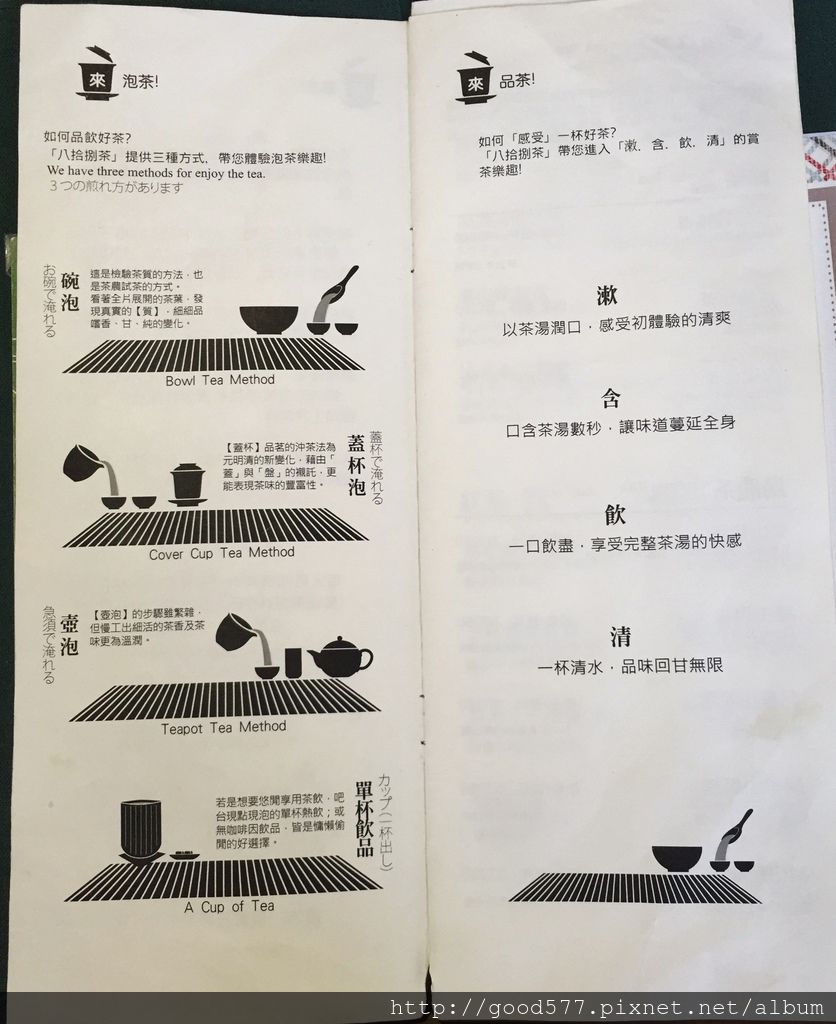 來 泡茶!
如何品飲好茶?
「八拾捌茶」提供三種方式，帶您體驗泡茶樂趣!
We have three methods for enjoy the tea.
３つの煎れ方があります
碗泡
お碗で淹れる
這是檢驗茶質的方法，也
是茶農試茶的方式。
看著全片展開的茶葉，發
現真實的【質】，細細品
嚐香、甘、純的變化。
Bowl Tea Method
蓋杯で淹れる
蓋杯泡
【蓋杯】品茗的沖茶法為
元明清的新變化，藉由「
蓋」與「盤」的襯託，更
能表現茶味的豐富性。
Cover Cup Tea Method
壺泡
急須で淹れる
【壺泡】的步驟雖繁雜，
但慢工出細活的茶香及茶
味更為溫潤。
Teapot Tea Method
カップ(一杯出し)
單杯飲品
若是想要悠閒享用茶飲，吧
台現點現泡的單杯熱飲；或
無咖啡因飲品，皆是慵懶偷
閒的好選擇。
A Cup of Tea
來 品茶!
如何「感受」一杯好茶?
「八拾捌茶」帶您進入「漱．含．飲．清」的賞
茶樂趣!
漱
以茶湯潤口，感受初體驗的清爽
含
口含茶湯數秒，讓味道蔓延全身
飲
一口飲盡，享受完整茶湯的快感
清
一杯清水，品味回甘無限
http://good577.pixnet.net/album